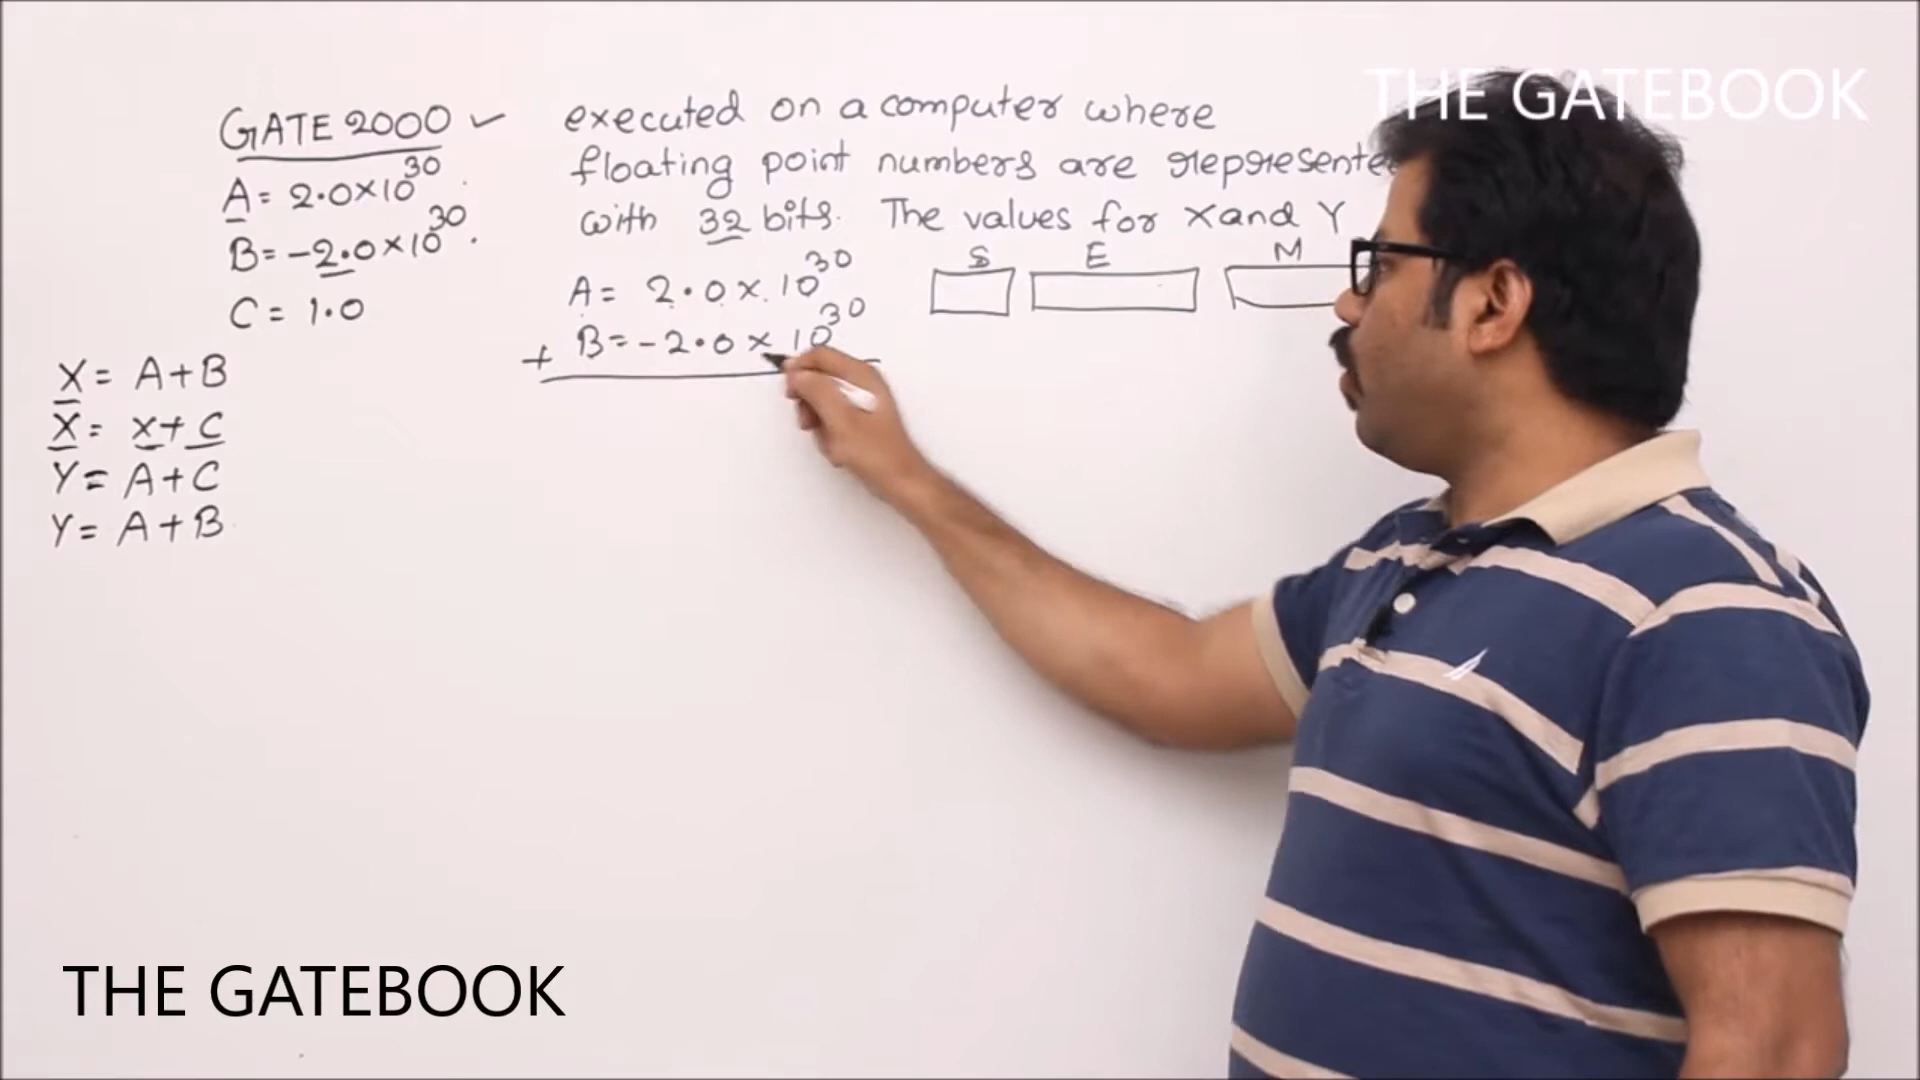 THE GATEBOOK
GATE 2000 ✓
A = 2.0×10^30
B = -2.0×10^30
C = 1.0
X = A+B
X = X+C
Y = A+C
Y = A+B
executed on a computer where
floating point numbers are represente
with 32 bits. The values for X and Y
S E M
A = 2.0 × 10^30
+ B = -2.0 × 10^30
THE GATEBOOK